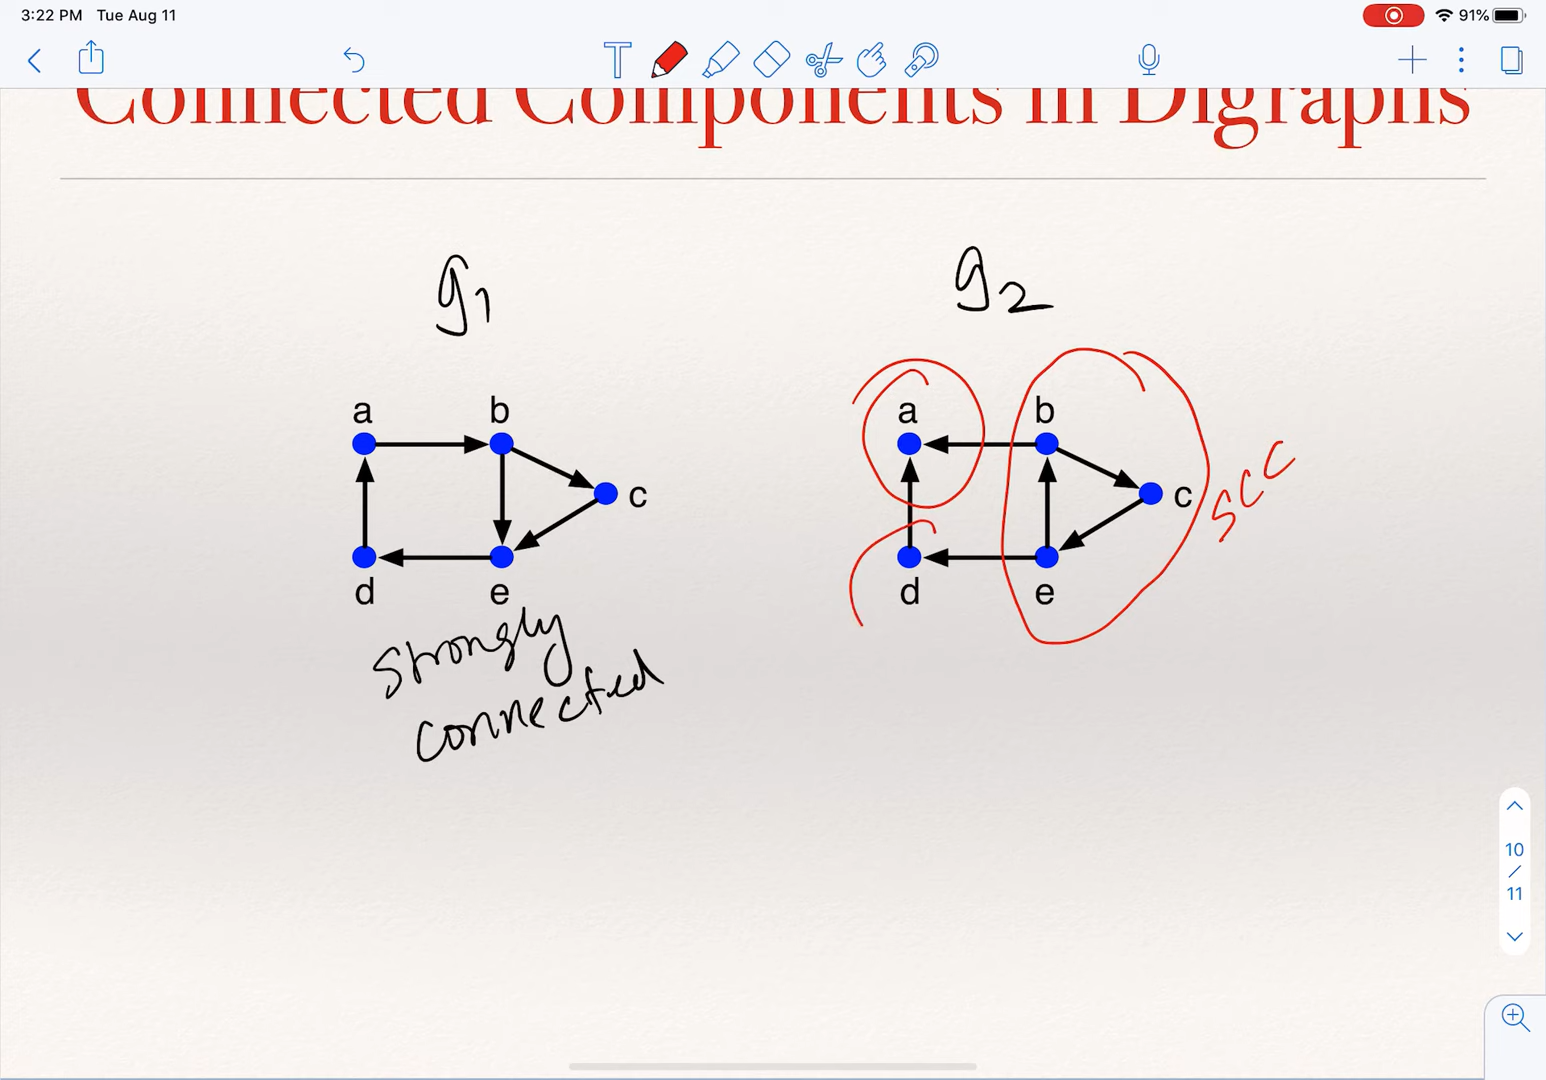 3:22 PM Tue Aug 11
91%
T
Connected Components in Digraphs
g1
g2
a b
c
d e
a b
c
d e
scc
strongly
connected
10
/
11